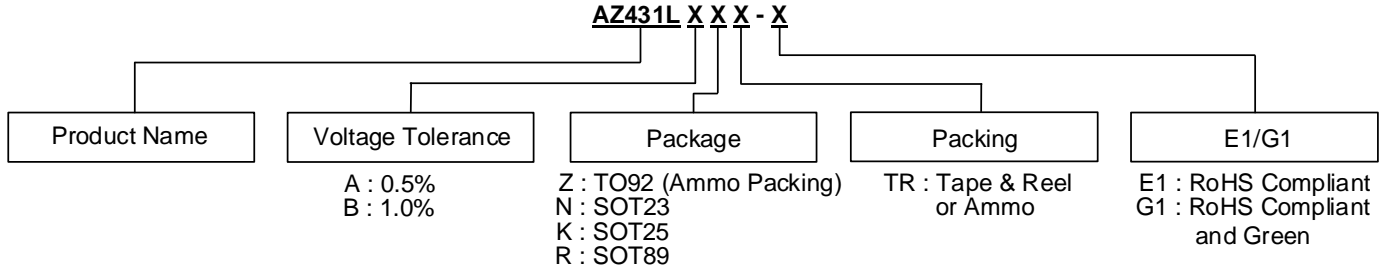 AZ431L X X X - X
Product Name
Voltage Tolerance
A : 0.5%
B : 1.0%
Package
Z : TO92 (Ammo Packing)
N : SOT23
K : SOT25
R : SOT89
Packing
TR : Tape & Reel
or Ammo
E1/G1
E1 : RoHS Compliant
G1 : RoHS Compliant
and Green